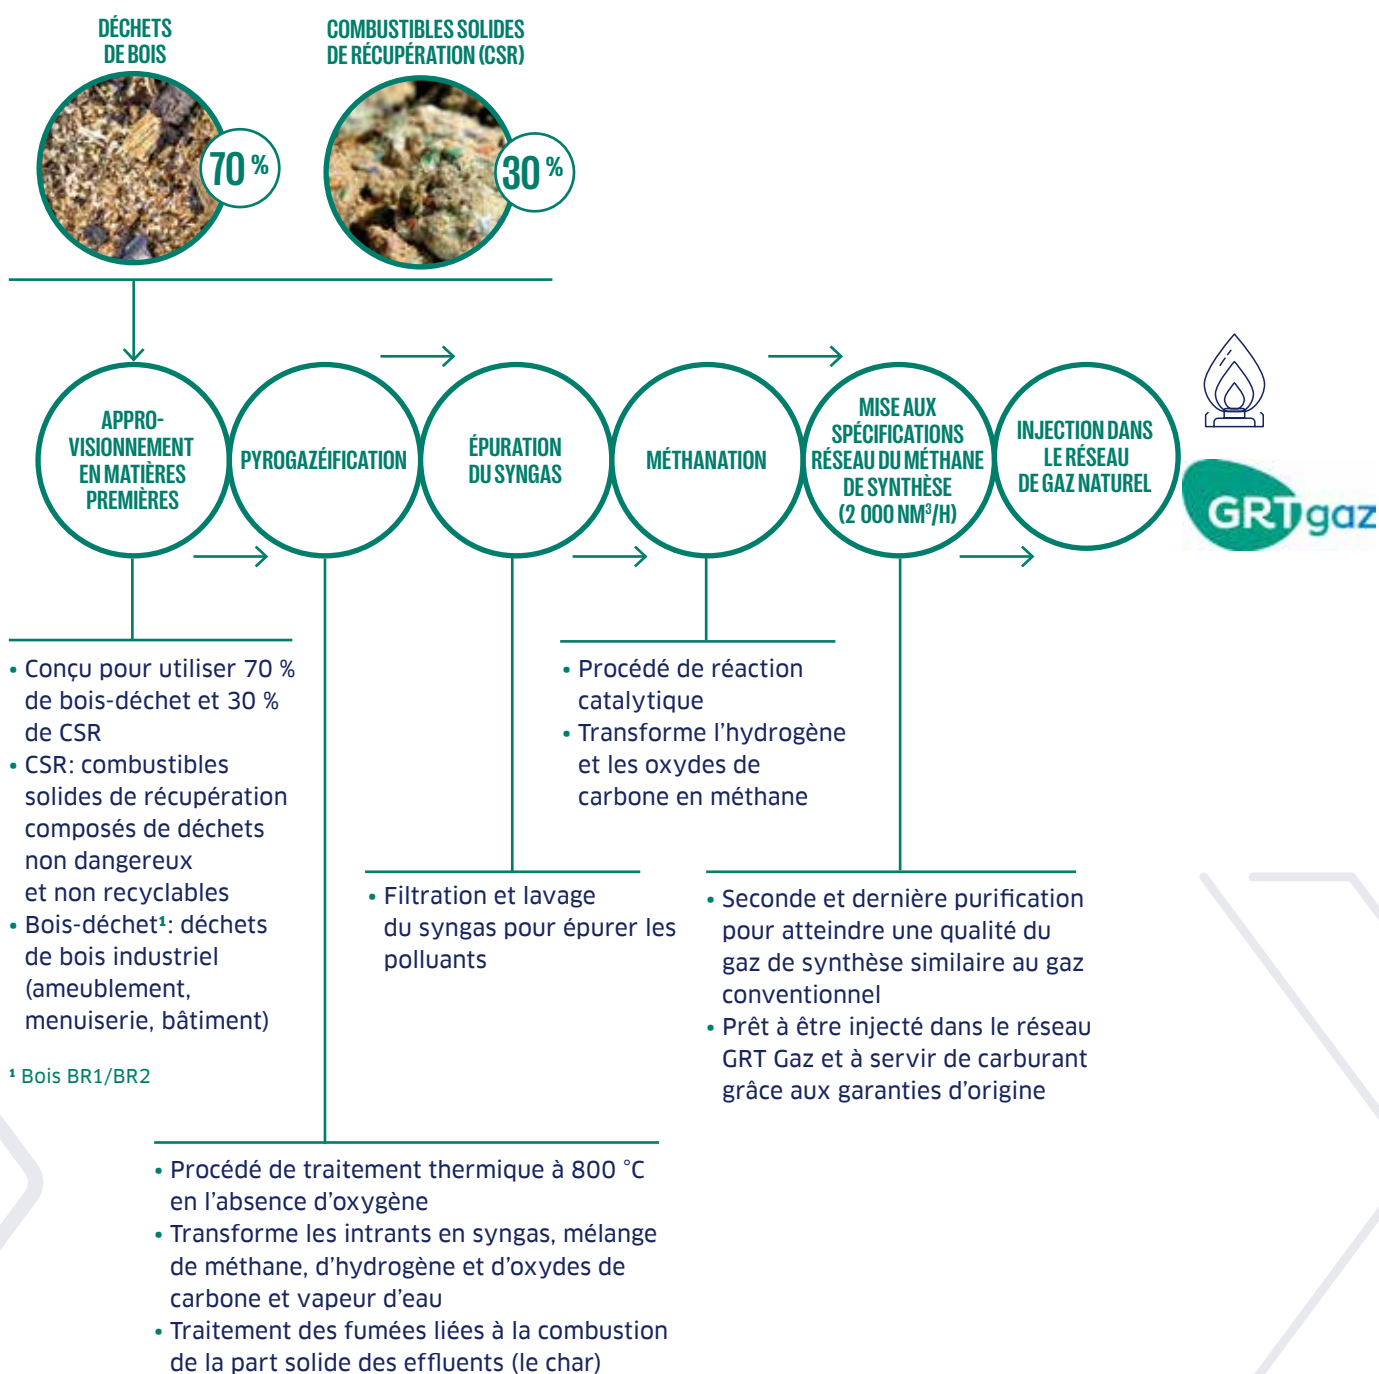 DÉCHETS
DE BOIS
70 %
COMBUSTIBLES SOLIDES
DE RÉCUPÉRATION (CSR)
30 %
APPRO-
VISIONNEMENT
EN MATIÈRES
PREMIÈRES
PYROGAZÉIFICATION
ÉPURATION
DU SYNGAS
MÉTHANATION
MISE AUX
SPÉCIFICATIONS
RÉSEAU DU MÉTHANE
DE SYNTHÈSE
(2 000 NM³/H)
INJECTION DANS
LE RÉSEAU
DE GAZ NATUREL
GRTgaz
• Conçu pour utiliser 70 %
de bois-déchet et 30 %
de CSR
• CSR: combustibles
solides de récupération
composés de déchets
non dangereux
et non recyclables
• Bois-déchet¹: déchets
de bois industriel
(ameublement,
menuiserie, bâtiment)
¹ Bois BR1/BR2
• Procédé de traitement thermique à 800 °C
en l’absence d’oxygène
• Transforme les intrants en syngas, mélange
de méthane, d’hydrogène et d’oxydes de
carbone et vapeur d’eau
• Traitement des fumées liées à la combustion
de la part solide des effluents (le char)
• Filtration et lavage
du syngas pour épurer les
polluants
• Procédé de réaction
catalytique
• Transforme l’hydrogène
et les oxydes de
carbone en méthane
• Seconde et dernière purification
pour atteindre une qualité du
gaz de synthèse similaire au gaz
conventionnel
• Prêt à être injecté dans le réseau
GRT Gaz et à servir de carburant
grâce aux garanties d’origine